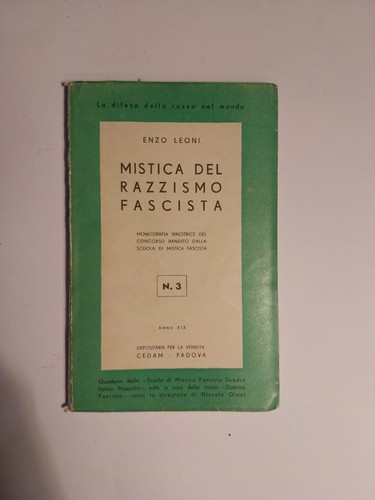 La difesa della razza nel mondo
ENZO LEONI
MISTICA DEL
RAZZISMO
FASCISTA
MONOGRAFIA VINCITRICE DEL
CONCORSO BANDITO DALLA
SCUOLA DI MISTICA FASCISTA
N. 3
ANNO XIX
DEPOSITARIA PER LA VENDITA:
CEDAM - PADOVA
Quaderni della «Scuola di Mistica Fascista Sandro
Italico Mussolini» editi a cura della rivista «Dottrina
Fascista» sotto la direzione di Niccolò Giani